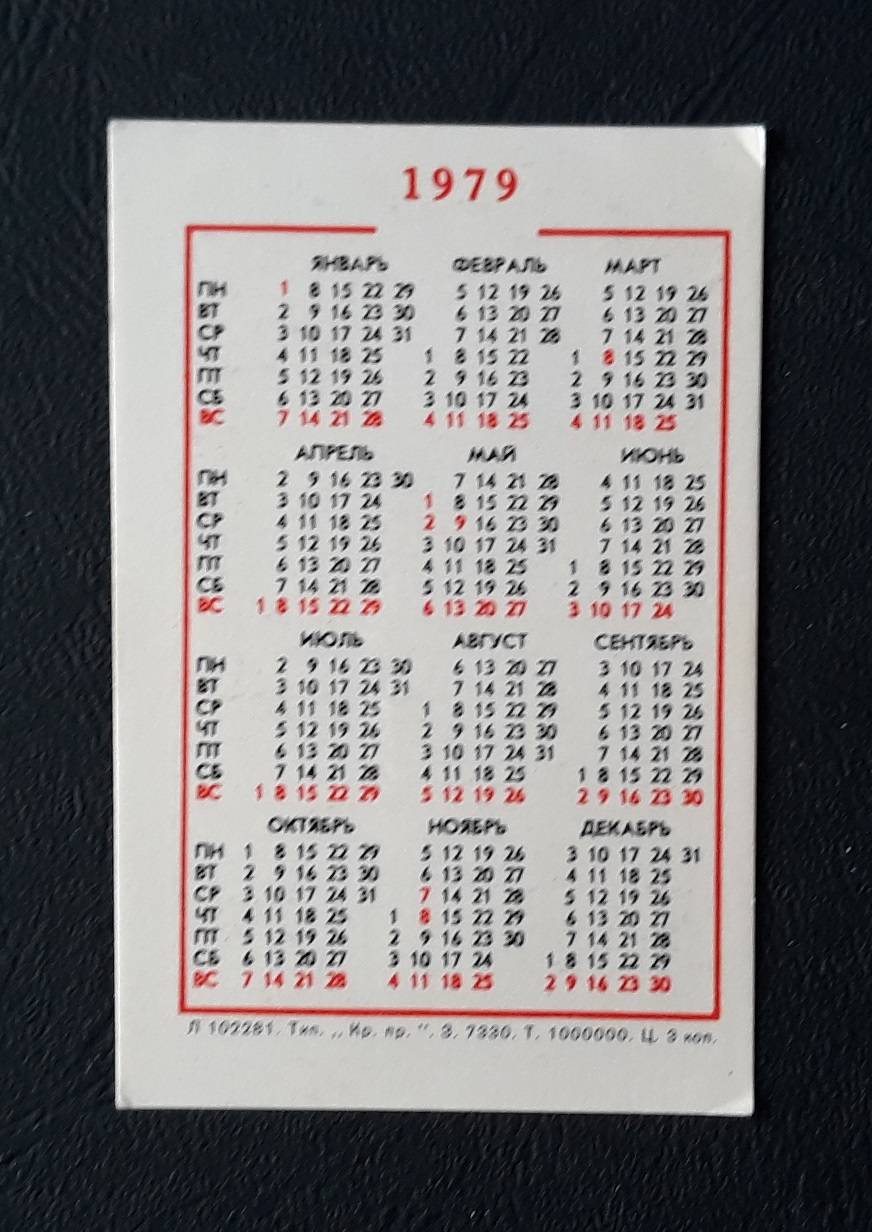 1979
ЯНВАРЬ ФЕВРАЛЬ МАРТ
ПН 1 8 15 22 29 5 12 19 26 5 12 19 26
ВТ 2 9 16 23 30 6 13 20 27 6 13 20 27
СР 3 10 17 24 31 7 14 21 28 7 14 21 28
ЧТ 4 11 18 25 1 8 15 22 1 8 15 22 29
ПТ 5 12 19 26 2 9 16 23 2 9 16 23 30
СБ 6 13 20 27 3 10 17 24 3 10 17 24 31
ВС 7 14 21 28 4 11 18 25 4 11 18 25
АПРЕЛЬ МАЙ ИЮНЬ
ПН 2 9 16 23 30 7 14 21 28 4 11 18 25
ВТ 3 10 17 24 1 8 15 22 29 5 12 19 26
СР 4 11 18 25 2 9 16 23 30 6 13 20 27
ЧТ 5 12 19 26 3 10 17 24 31 7 14 21 28
ПТ 6 13 20 27 4 11 18 25 1 8 15 22 29
СБ 7 14 21 28 5 12 19 26 2 9 16 23 30
ВС 1 8 15 22 29 6 13 20 27 3 10 17 24
ИЮЛЬ АВГУСТ СЕНТЯБРЬ
ПН 2 9 16 23 30 6 13 20 27 3 10 17 24
ВТ 3 10 17 24 31 7 14 21 28 4 11 18 25
СР 4 11 18 25 1 8 15 22 29 5 12 19 26
ЧТ 5 12 19 26 2 9 16 23 30 6 13 20 27
ПТ 6 13 20 27 3 10 17 24 31 7 14 21 28
СБ 7 14 21 28 4 11 18 25 1 8 15 22 29
ВС 1 8 15 22 29 5 12 19 26 2 9 16 23 30
ОКТЯБРЬ НОЯБРЬ ДЕКАБРЬ
ПН 1 8 15 22 29 5 12 19 26 3 10 17 24 31
ВТ 2 9 16 23 30 6 13 20 27 4 11 18 25
СР 3 10 17 24 31 7 14 21 28 5 12 19 26
ЧТ 4 11 18 25 1 8 15 22 29 6 13 20 27
ПТ 5 12 19 26 2 9 16 23 30 7 14 21 28
СБ 6 13 20 27 3 10 17 24 1 8 15 22 29
ВС 7 14 21 28 4 11 18 25 2 9 16 23 30
Л 102281. Тип. „Кр. пр.". З. 7330. Т. 1000000. Ц. 3 коп.